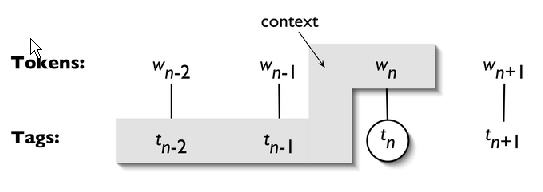 context
Tokens: wn-2 wn-1 wn wn+1
Tags: tn-2 tn-1 tn tn+1